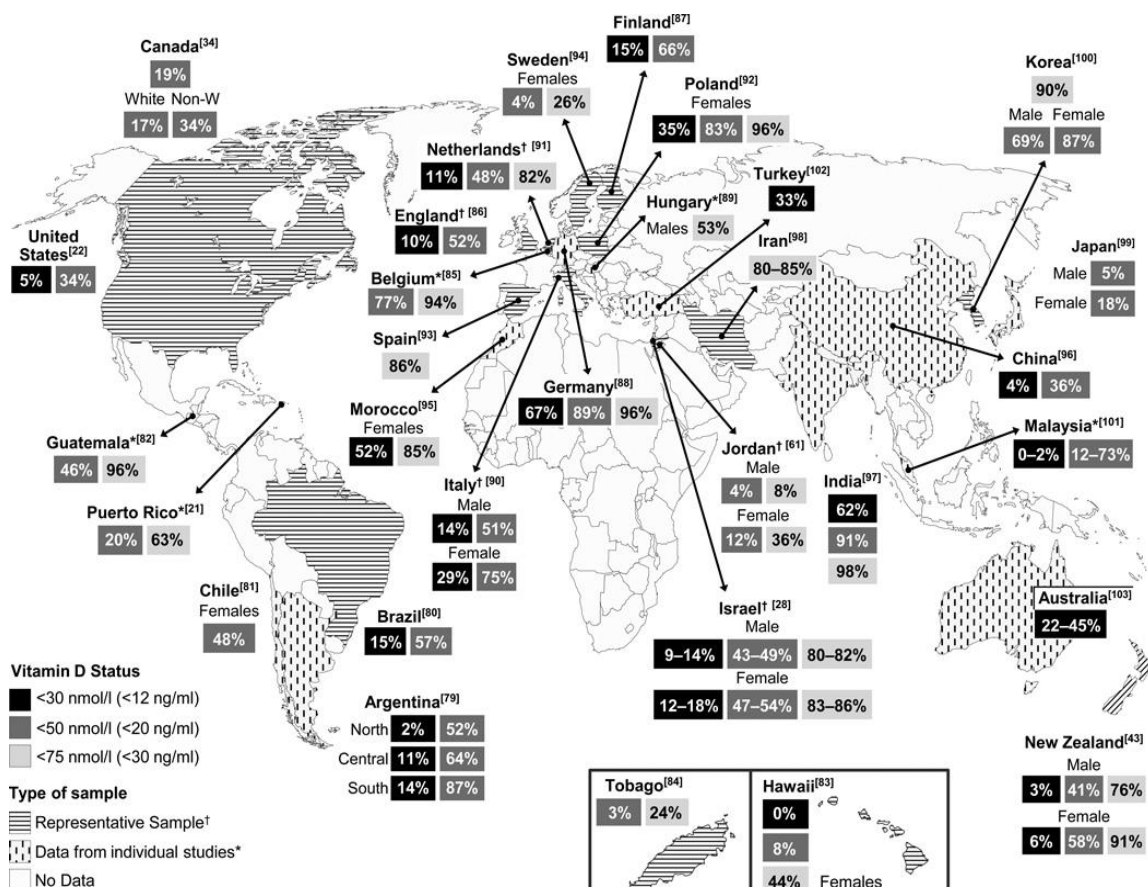 Canada[34]
19%
White Non-W
17% 34%
United
States[22]
5% 34%
Finland[87]
15% 66%
Sweden[94]
Females
4% 26%
Poland[92]
Females
35% 83% 96%
Netherlands† [91]
11% 48% 82%
England† [86]
10% 52%
Belgium*[85]
77% 94%
Spain[93]
86%
Morocco[95]
Females
52% 85%
Hungary*[89]
Males 53%
Turkey[102]
33%
Iran[98]
80–85%
Korea[100]
90%
Male Female
69% 87%
Japan[99]
Male 5%
Female 18%
China[96]
4% 36%
Malaysia*[101]
0–2% 12–73%
Germany[88]
67% 89% 96%
Italy† [90]
Male
14% 51%
Female
29% 75%
Jordan† [61]
Male
4% 8%
Female
12% 36%
India[97]
62%
91%
98%
Israel† [28]
Male
9–14% 43–49% 80–82%
Female
12–18% 47–54% 83–86%
Guatemala*[82]
46% 96%
Puerto Rico*[21]
20% 63%
Chile[81]
Females
48%
Brazil[80]
15% 57%
Argentina[79]
North 2% 52%
Central 11% 64%
South 14% 87%
Australia[103]
22–45%
New Zealand[43]
Male
3% 41% 76%
Female
6% 58% 91%
Tobago[84]
3% 24%
Hawaii[83]
0%
8%
44% Females
Vitamin D Status
<30 nmol/l (<12 ng/ml)
<50 nmol/l (<20 ng/ml)
<75 nmol/l (<30 ng/ml)
Type of sample
Representative Sample†
Data from individual studies*
No Data